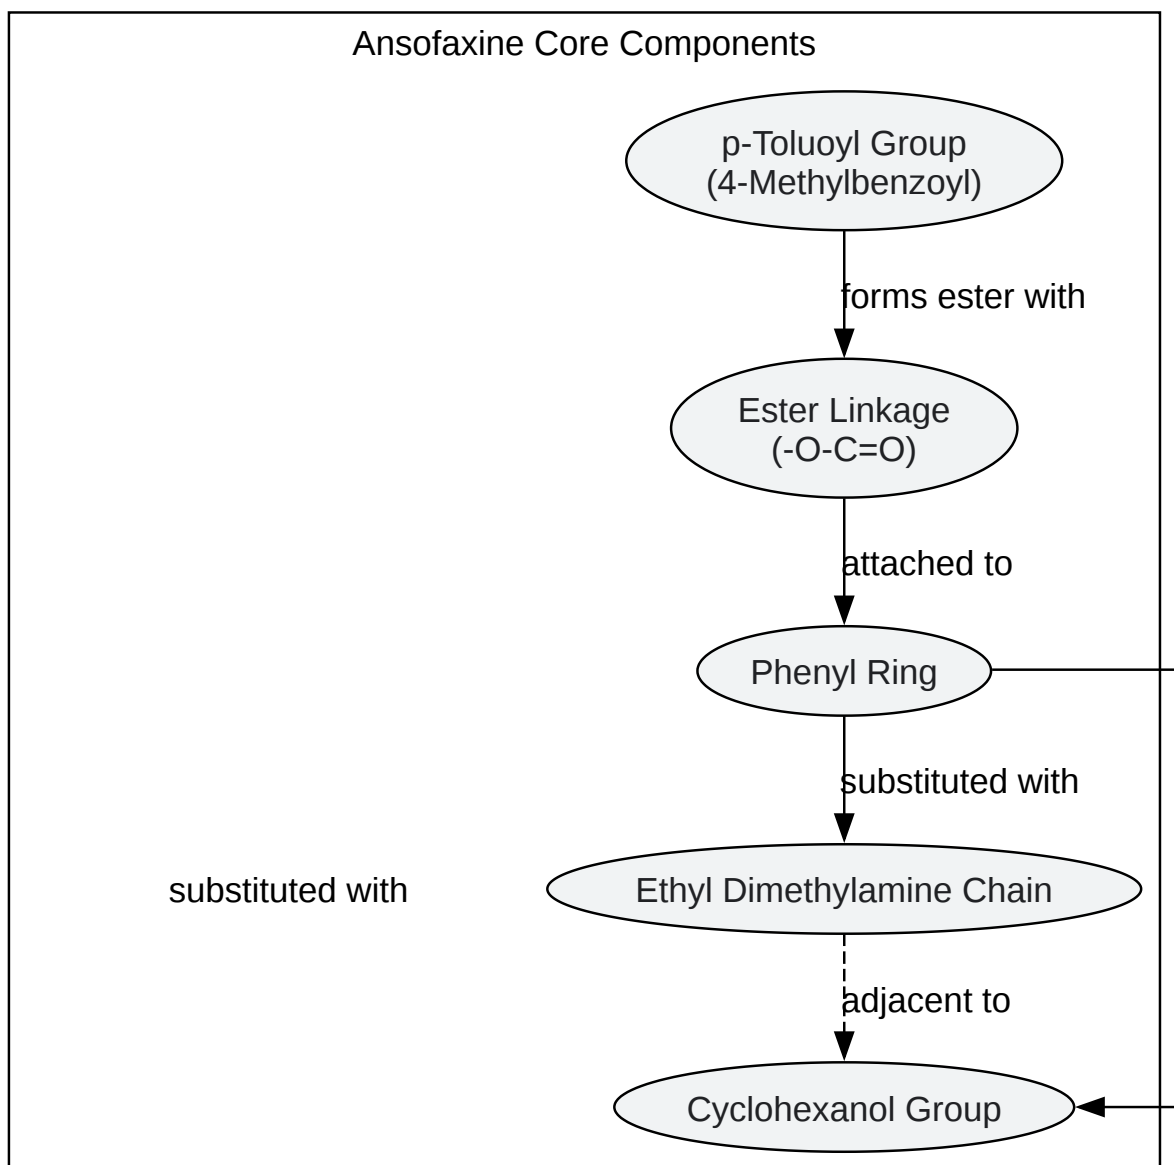 Ansofaxine Core Components
p-Toluoyl Group
(4-Methylbenzoyl)
forms ester with
Ester Linkage
(-O-C=O)
attached to
Phenyl Ring
substituted with
substituted with
Ethyl Dimethylamine Chain
adjacent to
Cyclohexanol Group